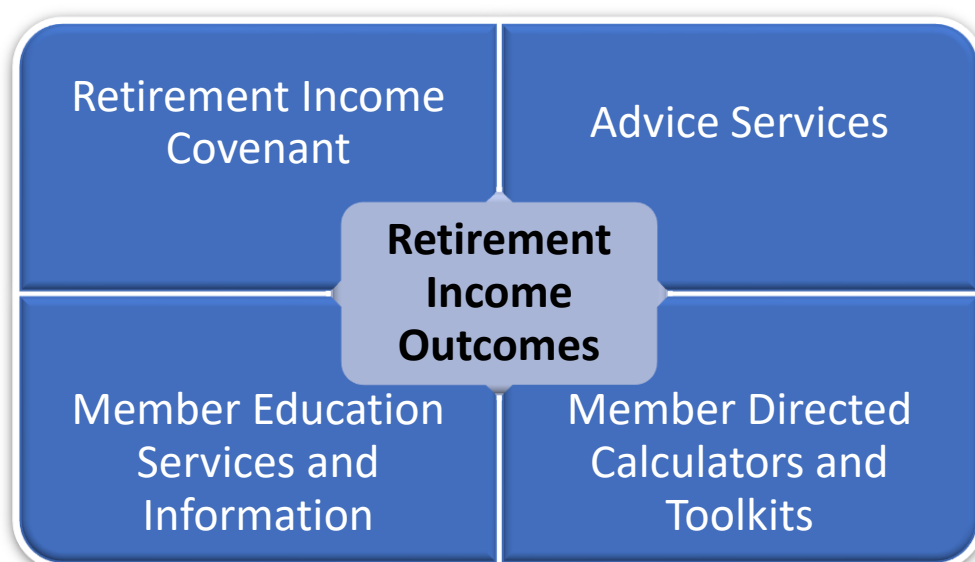 Retirement Income
Covenant
Advice Services
Retirement
Income
Outcomes
Member Education
Services and
Information
Member Directed
Calculators and
Toolkits